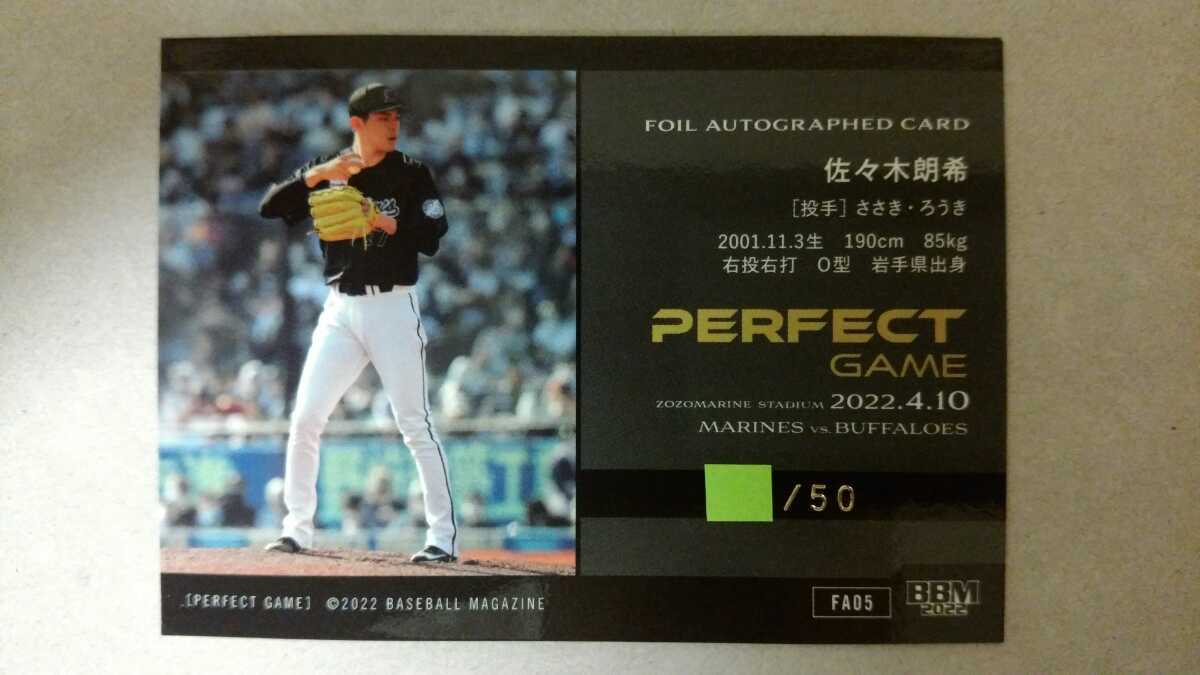 FOIL AUTOGRAPHED CARD
佐々木朗希
[投手] ささき・ろうき
2001.11.3生 190cm 85kg
右投右打 O型 岩手県出身
PERFECT
GAME
ZOZOMARINE STADIUM 2022.4.10
MARINES vs. BUFFALOES
/50
[PERFECT GAME] ©2022 BASEBALL MAGAZINE
FA05
BBM
2022